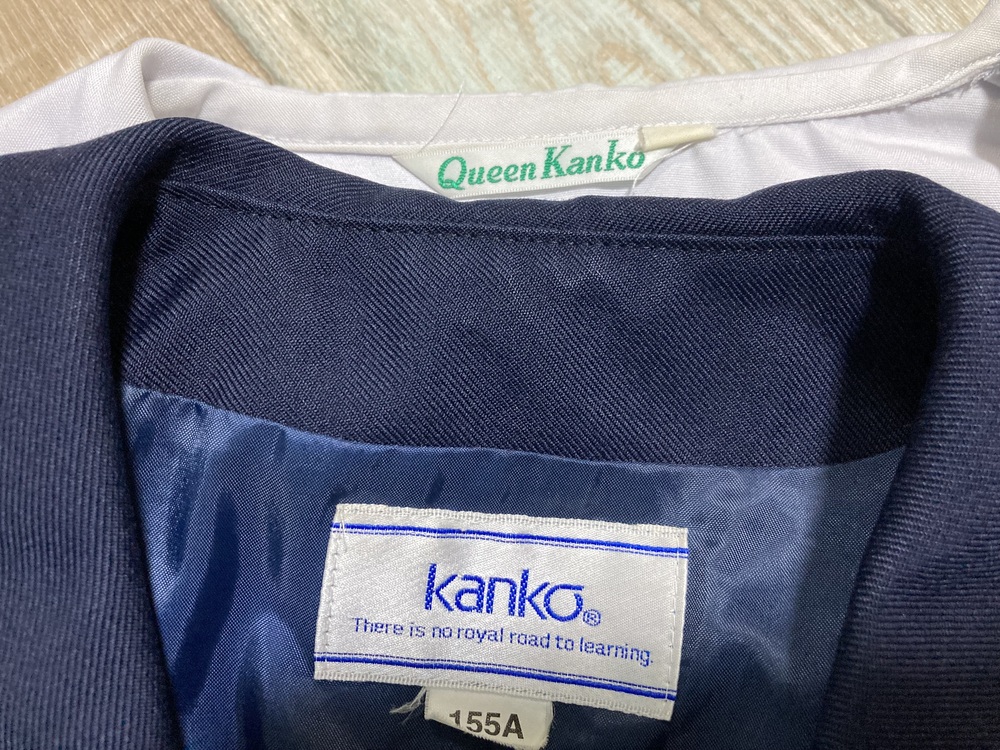 Queen Kanko
kanko®
There is no royal road to learning.
155A